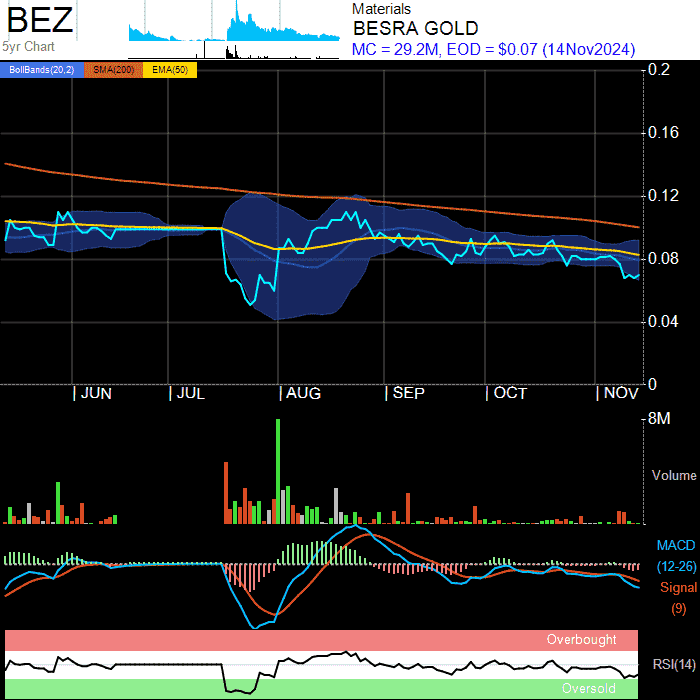 BEZ
5yr Chart
Materials
BESRA GOLD
MC = 29.2M, EOD = $0.07 (14Nov2024)
BollBands(20,2) SMA(200) EMA(50)
0.2
0.16
0.12
0.08
0.04
0
JUN JUL AUG SEP OCT NOV
8M
Volume
MACD
(12-26)
Signal
(9)
Overbought
RSI(14)
Oversold